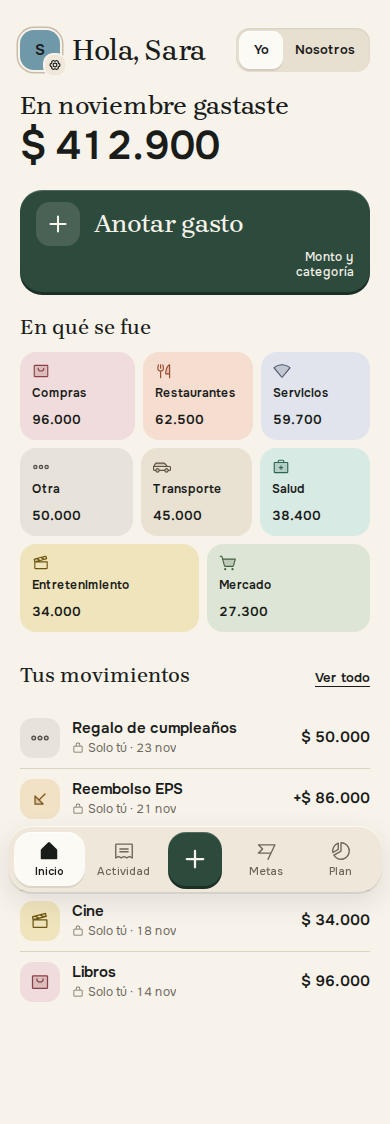 S
Hola, Sara
Yo
Nosotros
En noviembre gastaste
$ 412.900
Anotar gasto
Monto y
categoría
En qué se fue
Compras
96.000
Restaurantes
62.500
Servicios
59.700
Otra
50.000
Transporte
45.000
Salud
38.400
Entretenimiento
34.000
Mercado
27.300
Tus movimientos
Ver todo
Regalo de cumpleaños
Solo tú · 23 nov
$ 50.000
Reembolso EPS
Solo tú · 21 nov
+$ 86.000
Inicio
Actividad
Metas
Plan
Cine
Solo tú · 18 nov
$ 34.000
Libros
Solo tú · 14 nov
$ 96.000